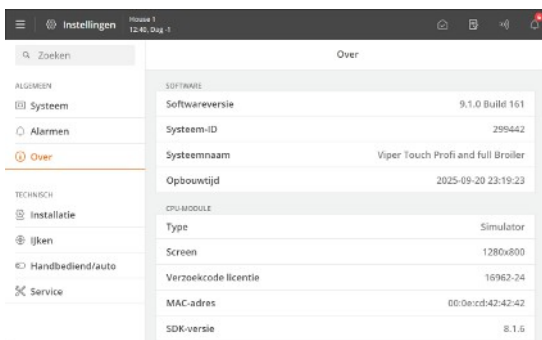 Instellingen
House 1
12:40, Dag -1
Zoeken
Over
ALGEMEEN
Systeem
Alarmen
Over
TECHNISCH
Installatie
IJken
Handbediend/auto
Service
SOFTWARE
Softwareversie 9.1.0 Build 161
Systeem-ID 299442
Systeemnaam Viper Touch Profi and full Broiler
Opbouwtijd 2025-09-20 23:19:23
CPU-MODULE
Type Simulator
Screen 1280x800
Verzoekcode licentie 16962-24
MAC-adres 00:0e:cd:42:42:42
SDK-versie 8.1.6